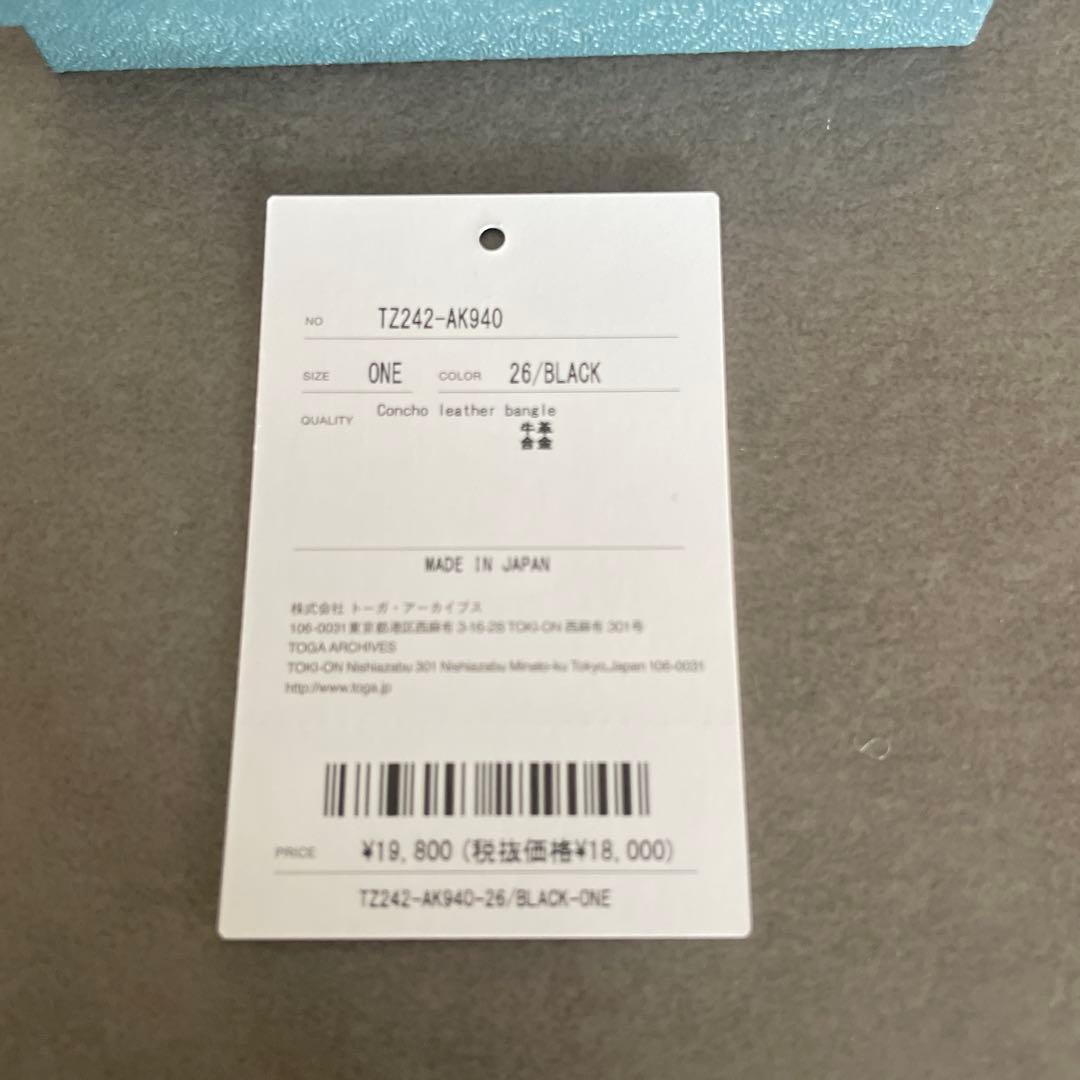 NO TZ242-AK940
SIZE ONE COLOR 26/BLACK
QUALITY Concho leather bangle
牛革
合金
MADE IN JAPAN
株式会社 トーガ・アーカイブス
106-0031 東京都港区西麻布 3-16-28 TOKI-ON 西麻布 301号
TOGA ARCHIVES
TOKI-ON Nishiazabu 301 Nishiazabu Minato-ku Tokyo,Japan 106-0031
http://www.toga.jp
PRICE ¥19,800 (税抜価格¥18,000)
TZ242-AK940-26/BLACK-ONE